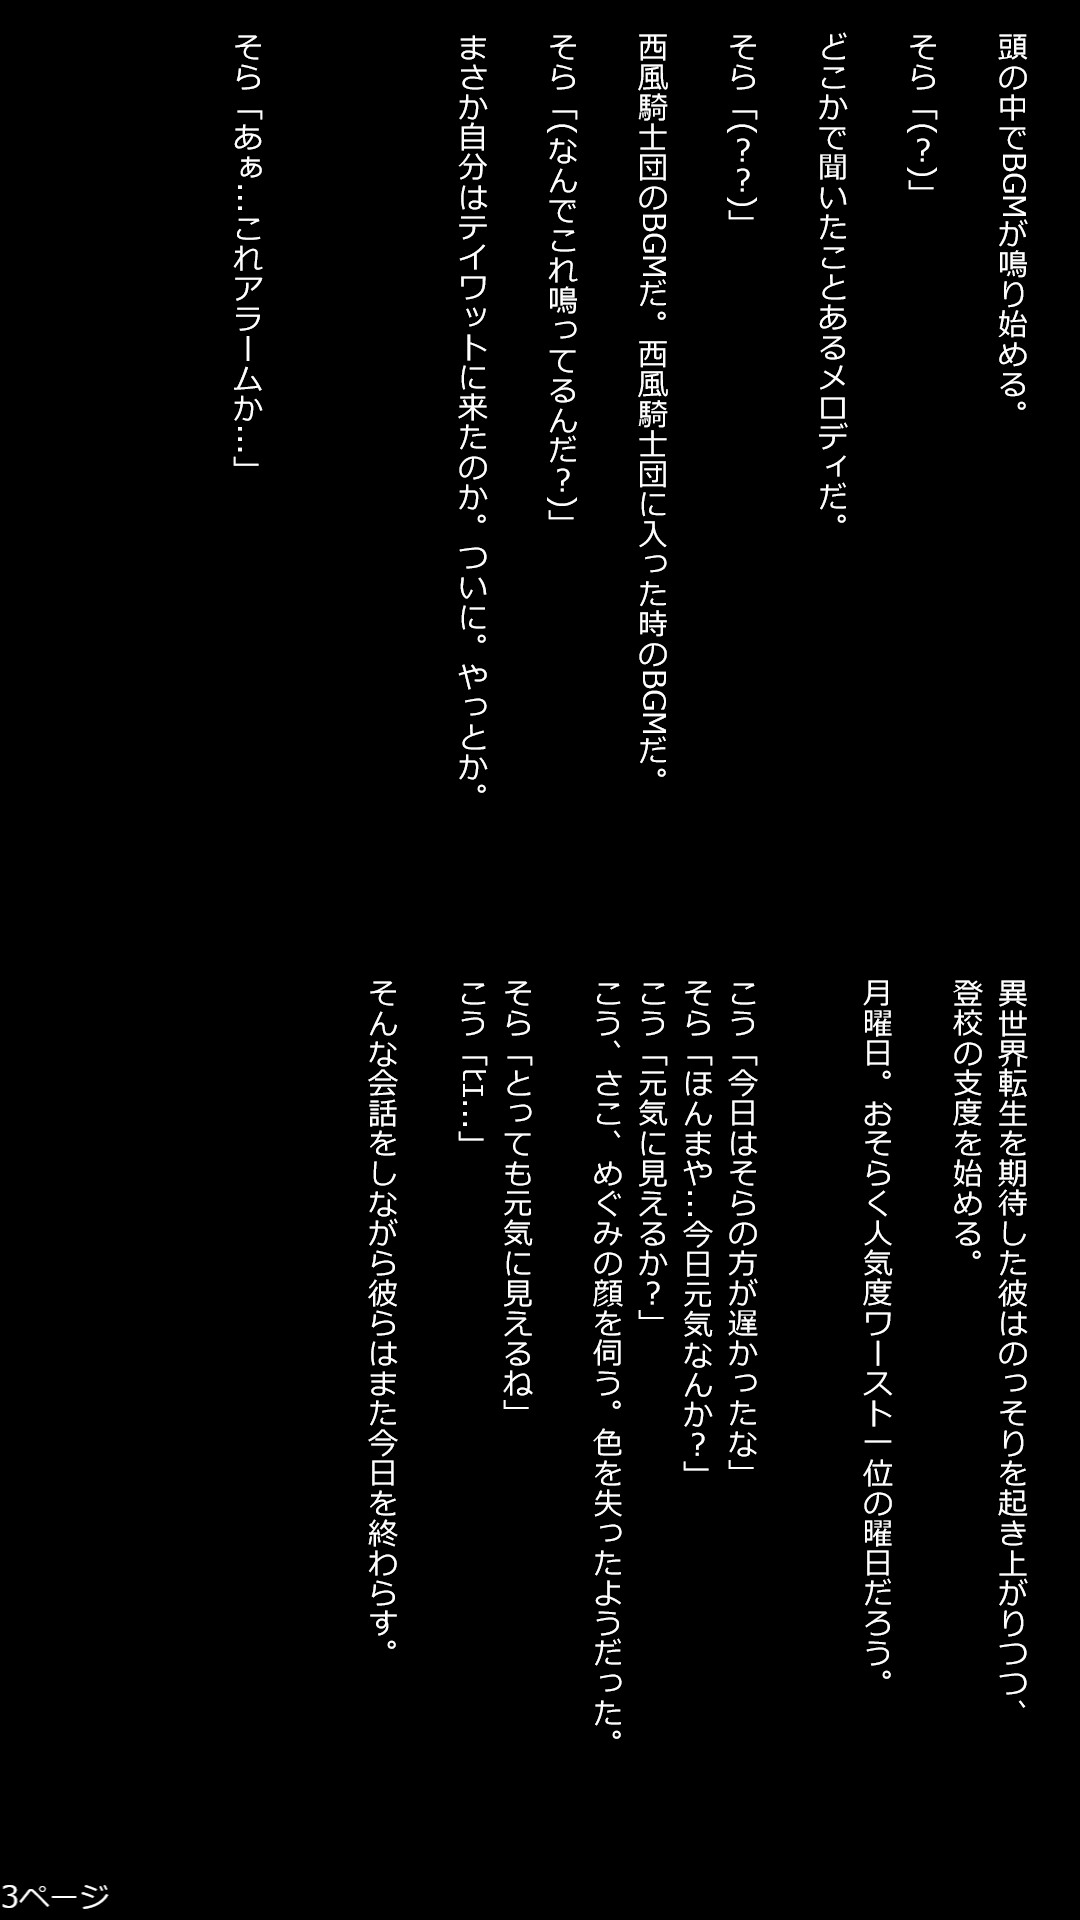 頭の中でBGMが鳴り始める。
そら「(？)」
どこかで聞いたことあるメロディだ。
そら「(？？)」
西風騎士団のBGMだ。西風騎士団に入った時のBGMだ。
そら「(なんでこれ鳴ってるんだ？)」
まさか自分はテイワットに来たのか。ついに。やっとか。
そら「あぁ…これアラームか…」
異世界転生を期待した彼はのっそりを起き上がりつつ、
登校の支度を始める。
月曜日。おそらく人気度ワースト一位の曜日だろう。
こう「今日はそらの方が遅かったな」
そら「ほんまや…今日元気なんか？」
こう「元気に見えるか？」
こう、さこ、めぐみの顔を伺う。色を失ったようだった。
そら「とっても元気に見えるね」
こう「ﾋｴ…」
そんな会話をしながら彼らはまた今日を終わらす。
3ページ